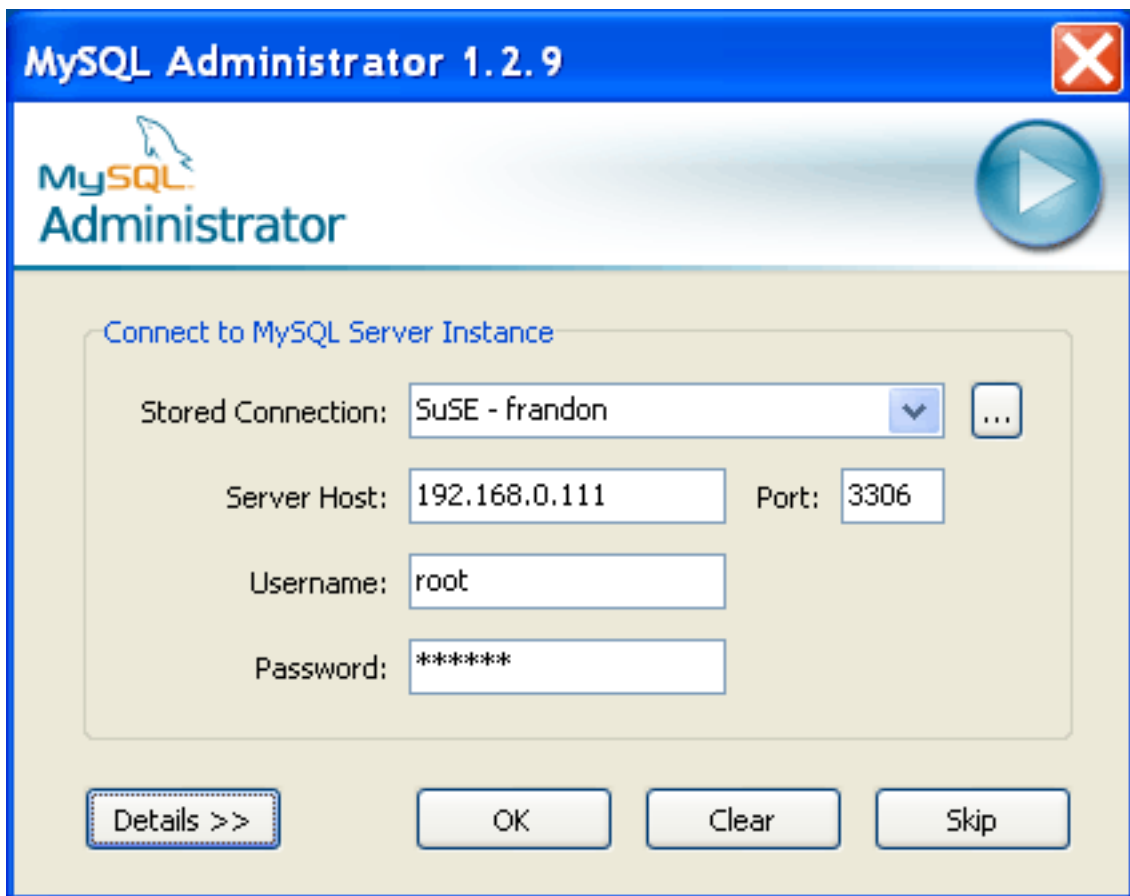 MySQL Administrator 1.2.9
MySQL
Administrator
Connect to MySQL Server Instance
Stored Connection: SuSE - frandon ...
Server Host: 192.168.0.111 Port: 3306
Username: root
Password: ******
Details >> OK Clear Skip